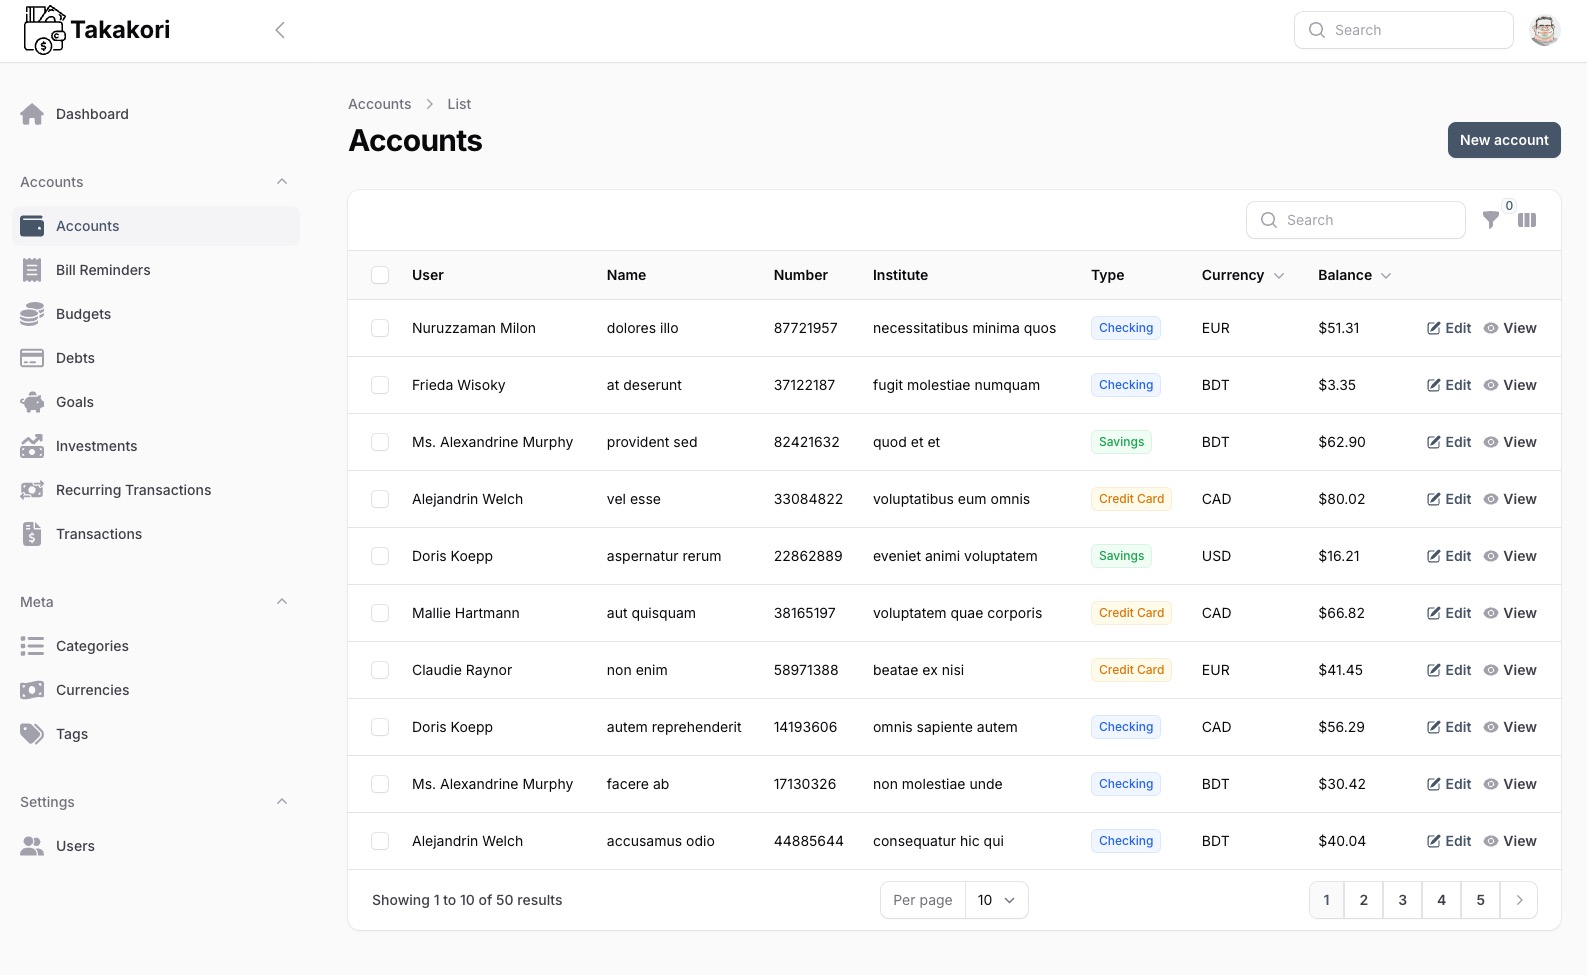 Takakori
Search
Dashboard
Accounts
Accounts
Bill Reminders
Budgets
Debts
Goals
Investments
Recurring Transactions
Transactions
Meta
Categories
Currencies
Tags
Settings
Users
Accounts > List
Accounts
New account
Search
0
User Name Number Institute Type Currency Balance
Nuruzzaman Milon dolores illo 87721957 necessitatibus minima quos Checking EUR $51.31 Edit View
Frieda Wisoky at deserunt 37122187 fugit molestiae numquam Checking BDT $3.35 Edit View
Ms. Alexandrine Murphy provident sed 82421632 quod et et Savings BDT $62.90 Edit View
Alejandrin Welch vel esse 33084822 voluptatibus eum omnis Credit Card CAD $80.02 Edit View
Doris Koepp aspernatur rerum 22862889 eveniet animi voluptatem Savings USD $16.21 Edit View
Mallie Hartmann aut quisquam 38165197 voluptatem quae corporis Credit Card CAD $66.82 Edit View
Claudie Raynor non enim 58971388 beatae ex nisi Credit Card EUR $41.45 Edit View
Doris Koepp autem reprehenderit 14193606 omnis sapiente autem Checking CAD $56.29 Edit View
Ms. Alexandrine Murphy facere ab 17130326 non molestiae unde Checking BDT $30.42 Edit View
Alejandrin Welch accusamus odio 44885644 consequatur hic qui Checking BDT $40.04 Edit View
Showing 1 to 10 of 50 results Per page 10 1 2 3 4 5